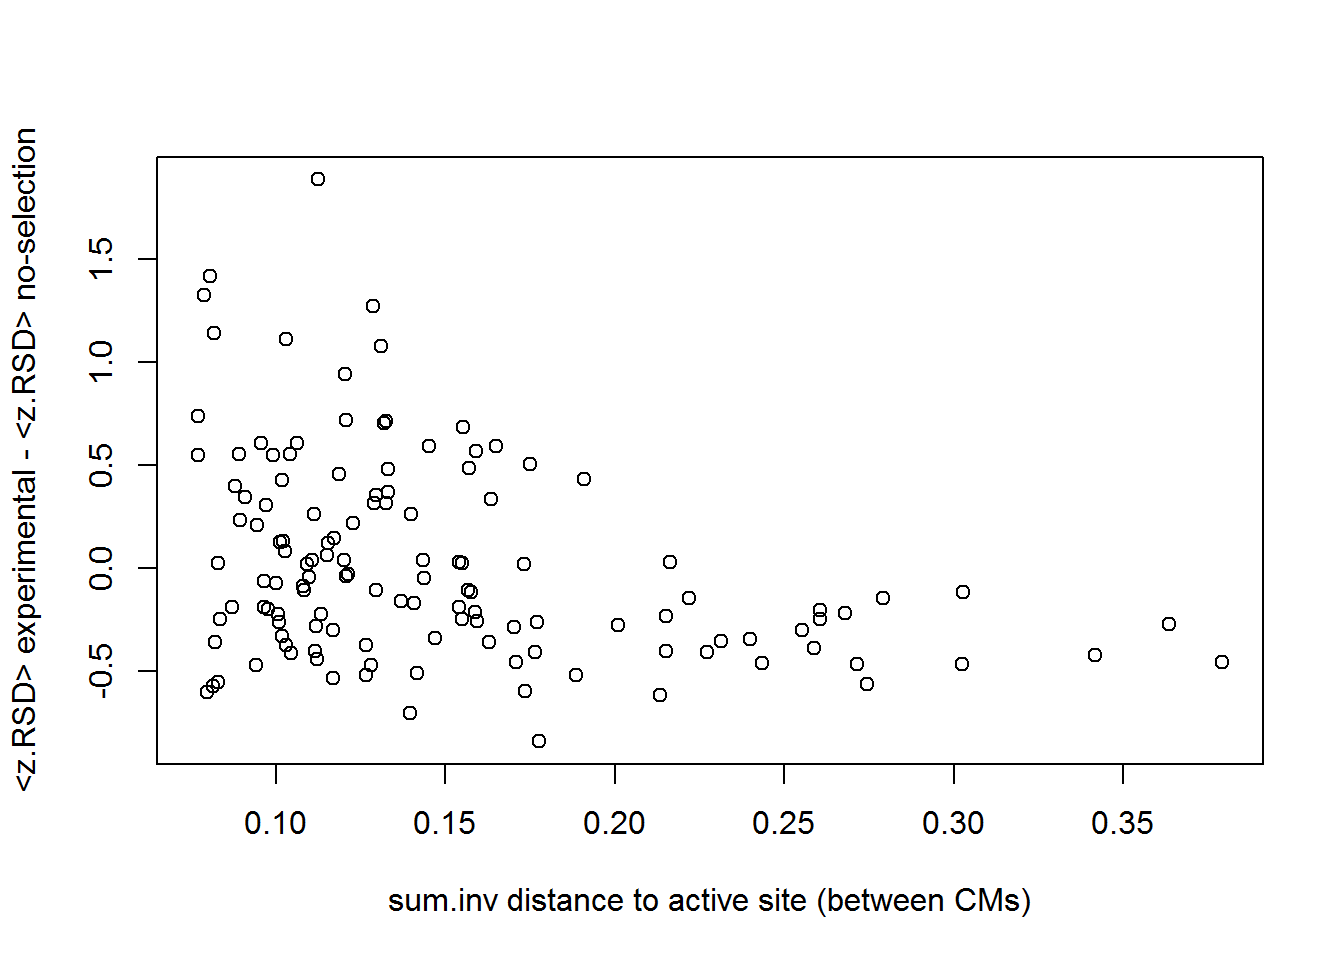 <z.RSD> experimental - <z.RSD> no-selection
1.5
1.0
0.5
0.0
-0.5
0.10 0.15 0.20 0.25 0.30 0.35
sum.inv distance to active site (between CMs)